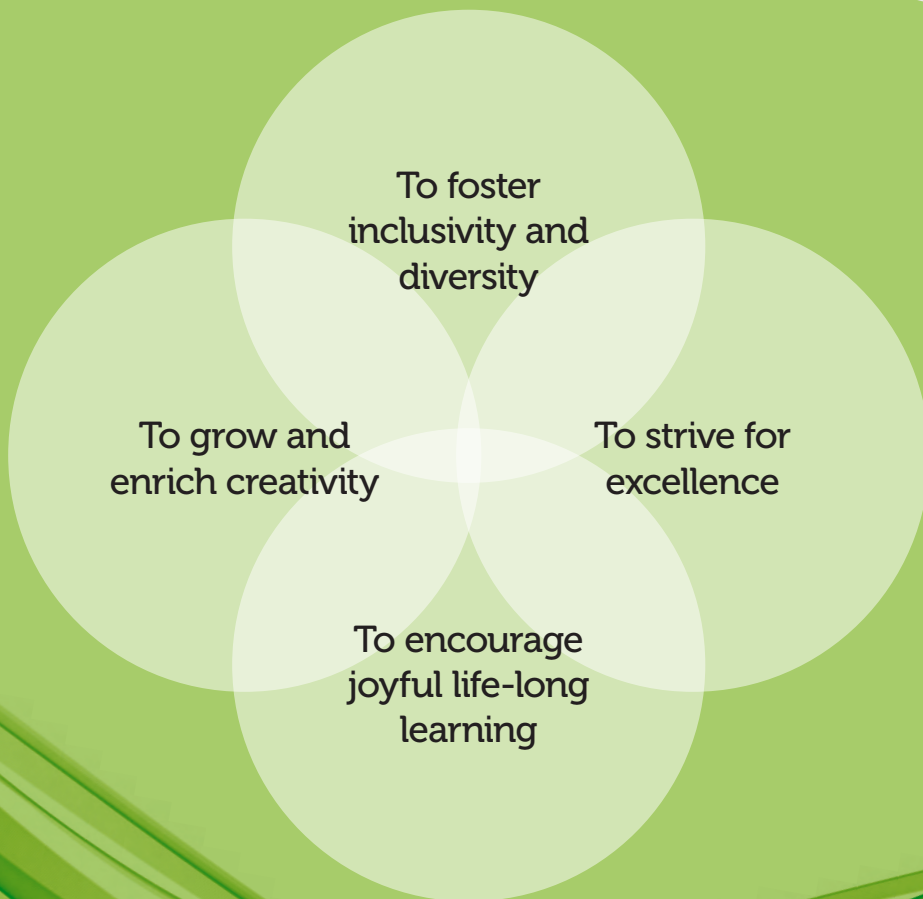 To foster
inclusivity and
diversity
To grow and
enrich creativity
To strive for
excellence
To encourage
joyful life-long
learning